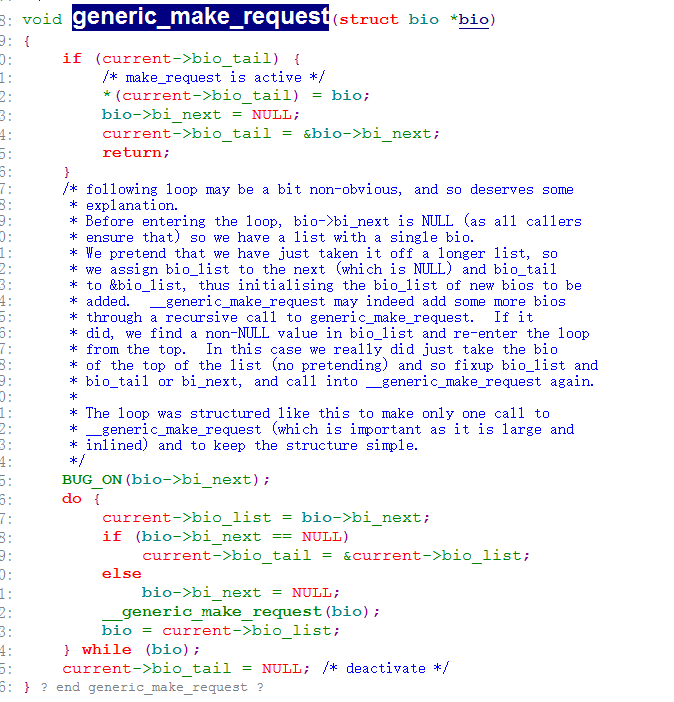 8: void generic_make_request(struct bio *bio)
9: {
0: if (current->bio_tail) {
1: /* make_request is active */
2: *(current->bio_tail) = bio;
3: bio->bi_next = NULL;
4: current->bio_tail = &bio->bi_next;
5: return;
6: }
7: /* following loop may be a bit non-obvious, and so deserves some
8: * explanation.
9: * Before entering the loop, bio->bi_next is NULL (as all callers
0: * ensure that) so we have a list with a single bio.
1: * We pretend that we have just taken it off a longer list, so
2: * we assign bio_list to the next (which is NULL) and bio_tail
3: * to &bio_list, thus initialising the bio_list of new bios to be
4: * added. __generic_make_request may indeed add some more bios
5: * through a recursive call to generic_make_request. If it
6: * did, we find a non-NULL value in bio_list and re-enter the loop
7: * from the top. In this case we really did just take the bio
8: * of the top of the list (no pretending) and so fixup bio_list and
9: * bio_tail or bi_next, and call into __generic_make_request again.
0: *
1: * The loop was structured like this to make only one call to
2: * __generic_make_request (which is important as it is large and
3: * inlined) and to keep the structure simple.
4: */
5: BUG_ON(bio->bi_next);
6: do {
7: current->bio_list = bio->bi_next;
8: if (bio->bi_next == NULL)
9: current->bio_tail = &current->bio_list;
0: else
1: bio->bi_next = NULL;
2: __generic_make_request(bio);
3: bio = current->bio_list;
4: } while (bio);
5: current->bio_tail = NULL; /* deactivate */
6: } ? end generic_make_request ?